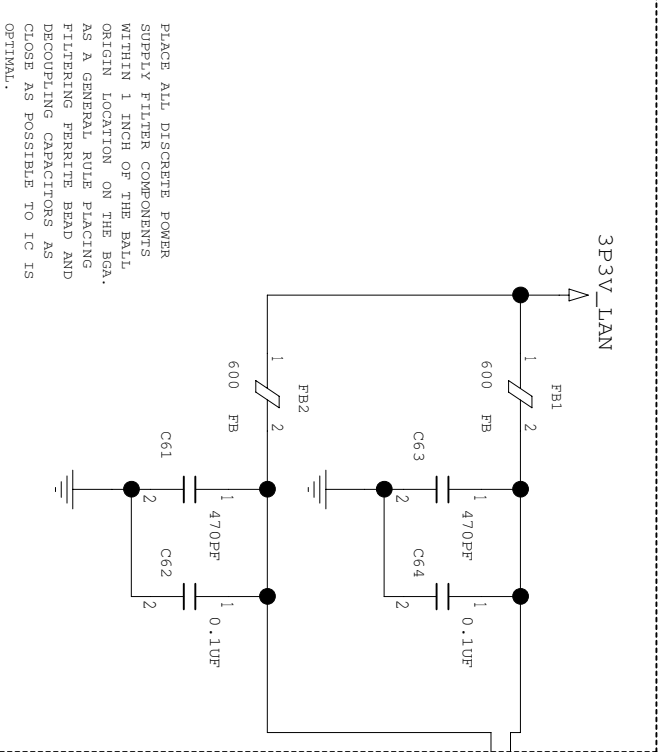 3P3V_LAN
FB1
1
2
600
FB
C63
1
470PF
2
C64
1
0.1UF
2
FB2
1
2
600
FB
C61
1
470PF
2
C62
1
0.1UF
2
PLACE ALL DISCRETE POWER
SUPPLY FILTER COMPONENTS
WITHIN 1 INCH OF THE BALL
ORIGIN LOCATION ON THE BGA.
AS A GENERAL RULE PLACING
FILTERING FERRITE BEAD AND
DECOUPLING CAPACITORS AS
CLOSE AS POSSIBLE TO IC IS
OPTIMAL.